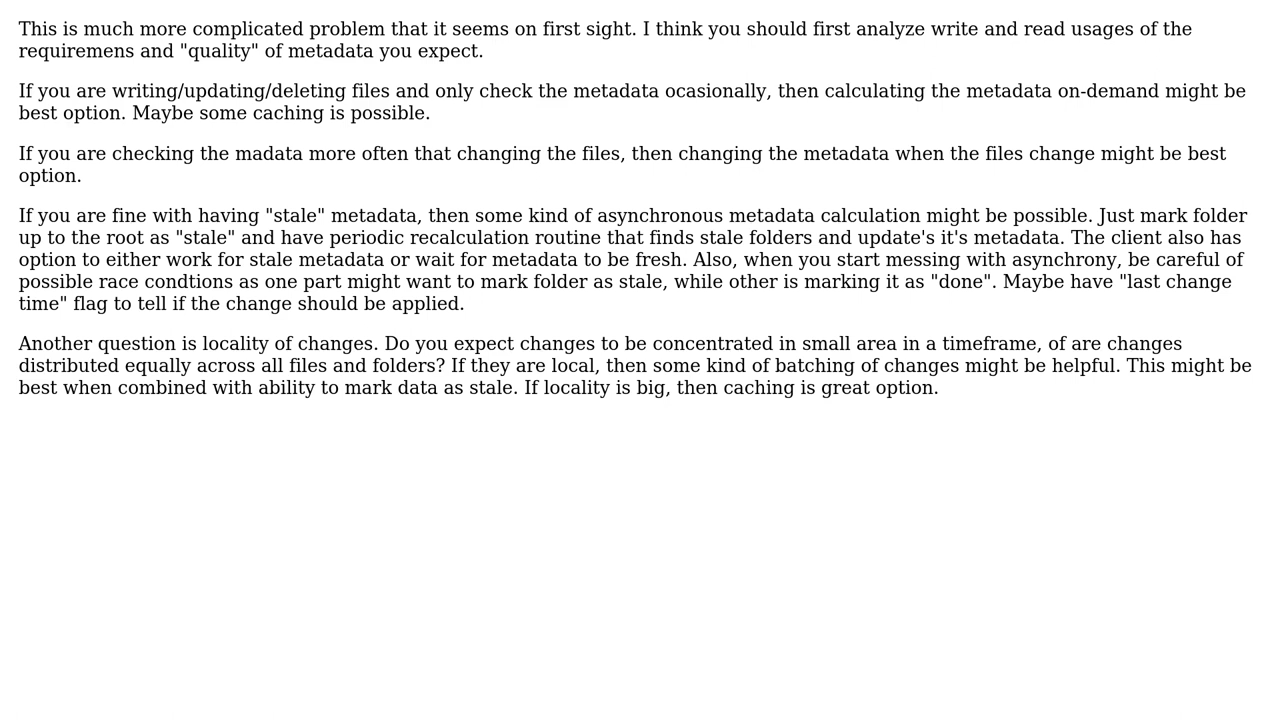 This is much more complicated problem that it seems on first sight. I think you should first analyze write and read usages of the
requiremens and "quality" of metadata you expect.
If you are writing/updating/deleting files and only check the metadata ocasionally, then calculating the metadata on-demand might be
best option. Maybe some caching is possible.
If you are checking the madata more often that changing the files, then changing the metadata when the files change might be best
option.
If you are fine with having "stale" metadata, then some kind of asynchronous metadata calculation might be possible. Just mark folder
up to the root as "stale" and have periodic recalculation routine that finds stale folders and update's it's metadata. The client also has
option to either work for stale metadata or wait for metadata to be fresh. Also, when you start messing with asynchrony, be careful of
possible race condtions as one part might want to mark folder as stale, while other is marking it as "done". Maybe have "last change
time" flag to tell if the change should be applied.
Another question is locality of changes. Do you expect changes to be concentrated in small area in a timeframe, of are changes
distributed equally across all files and folders? If they are local, then some kind of batching of changes might be helpful. This might be
best when combined with ability to mark data as stale. If locality is big, then caching is great option.